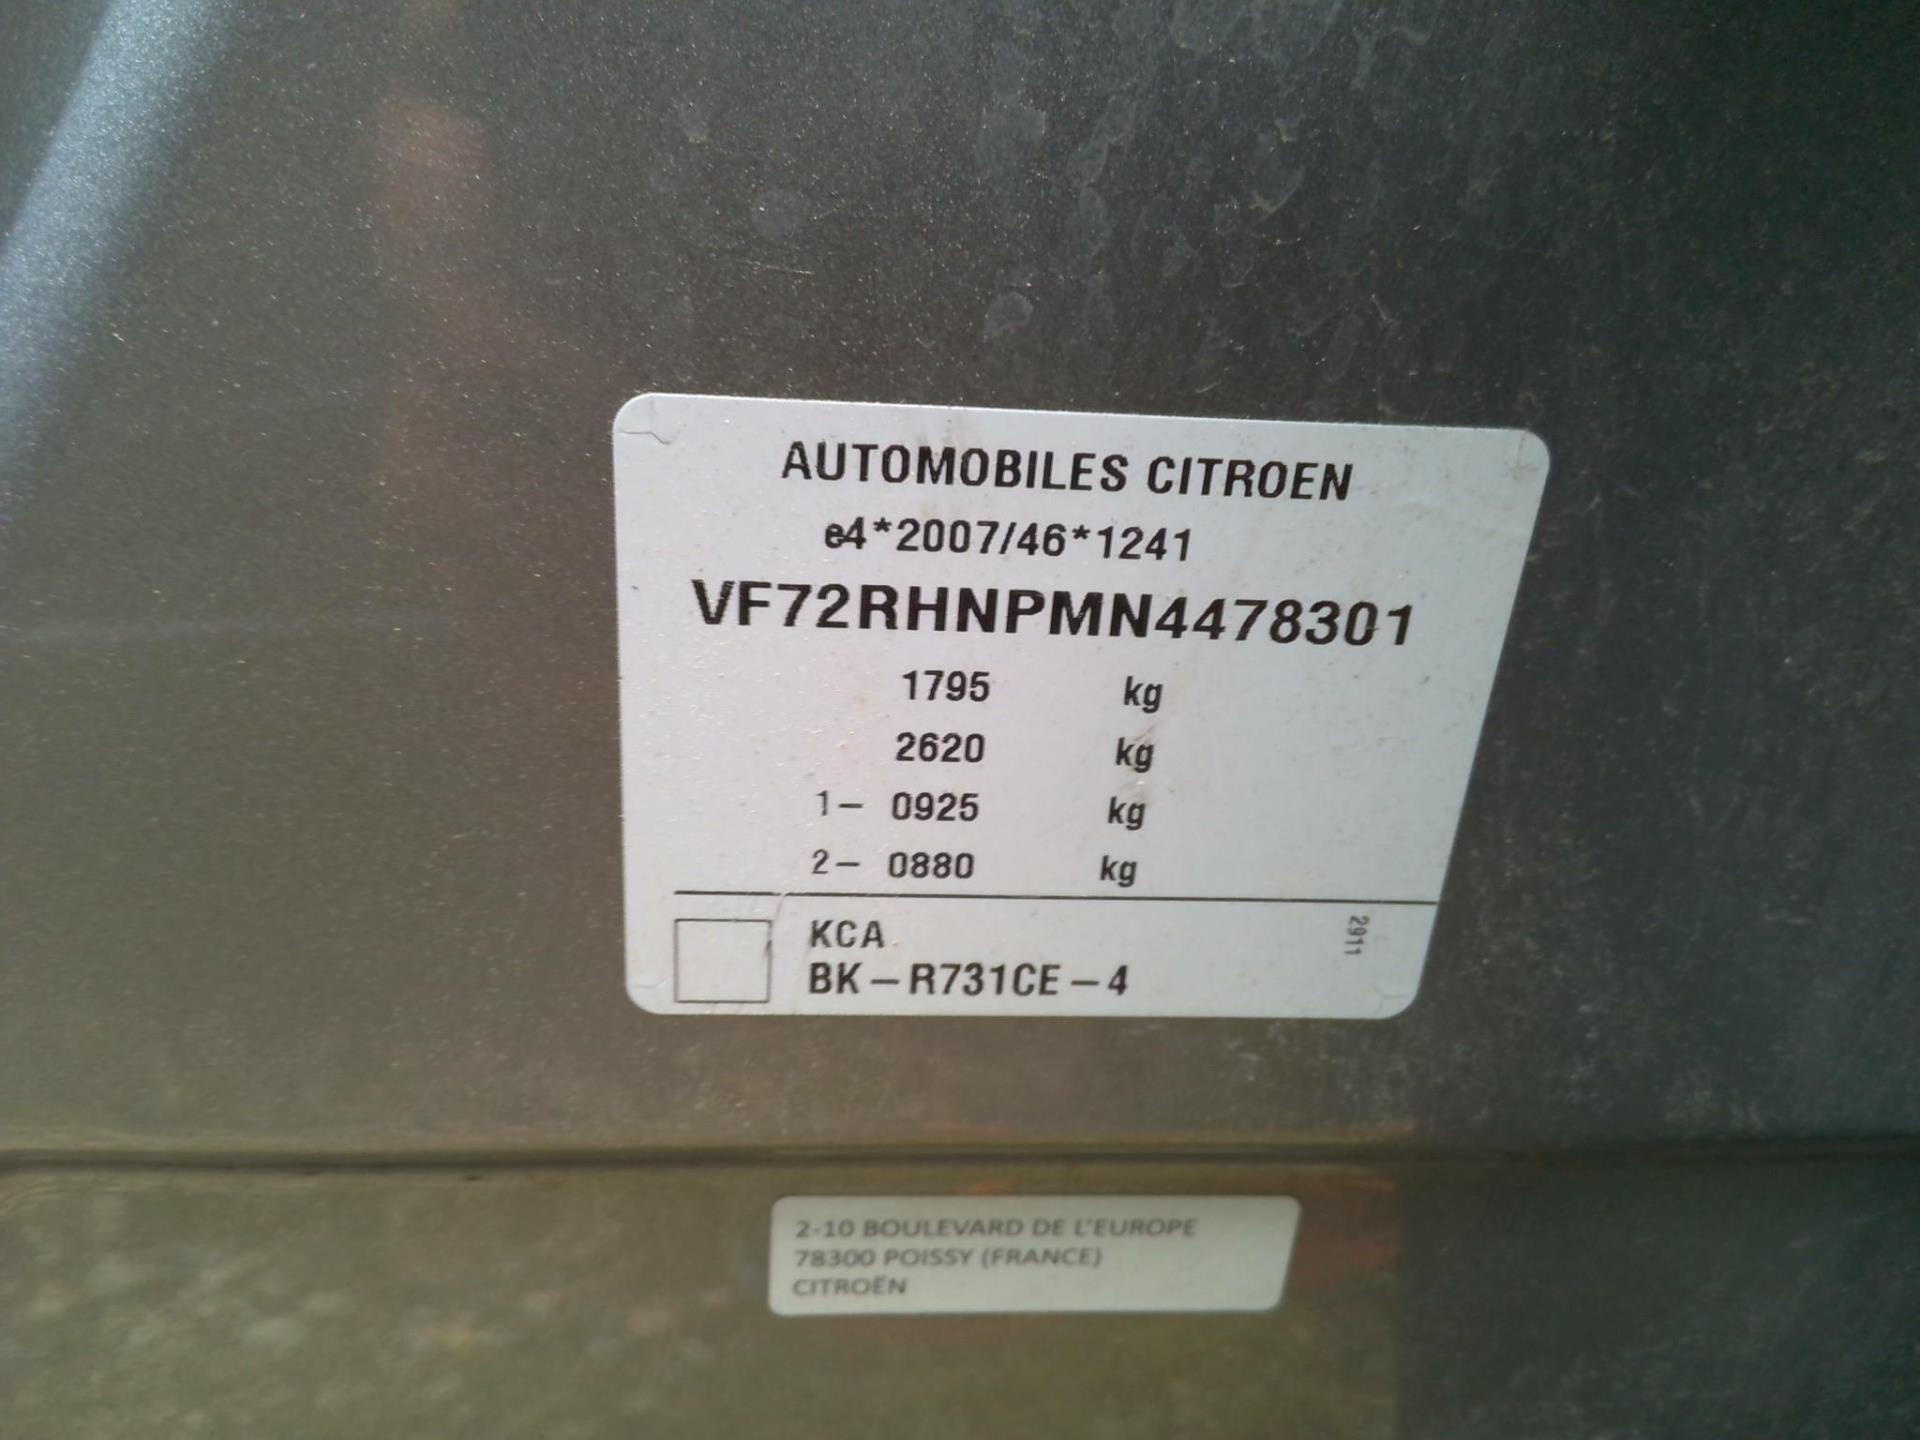 AUTOMOBILES CITROEN
e4*2007/46*1241
VF72RHNPMN4478301
1795 kg
2620 kg
1- 0925 kg
2- 0880 kg
KCA
BK-R731CE-4
2911
2-10 BOULEVARD DE L'EUROPE
78300 POISSY (FRANCE)
CITROËN